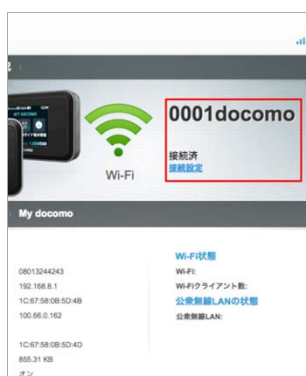 0001docomo
接続済
接続設定
Wi-Fi
My docomo
Wi-Fi状態
08013244243
Wi-Fi:
192.168.8.1
Wi-Fiクライアント数:
1C:67:58:0B:5D:4B
公衆無線LANの状態
100.66.0.162
公衆無線LAN:
1C:67:58:0B:5D:4D
855.31 KB
オン